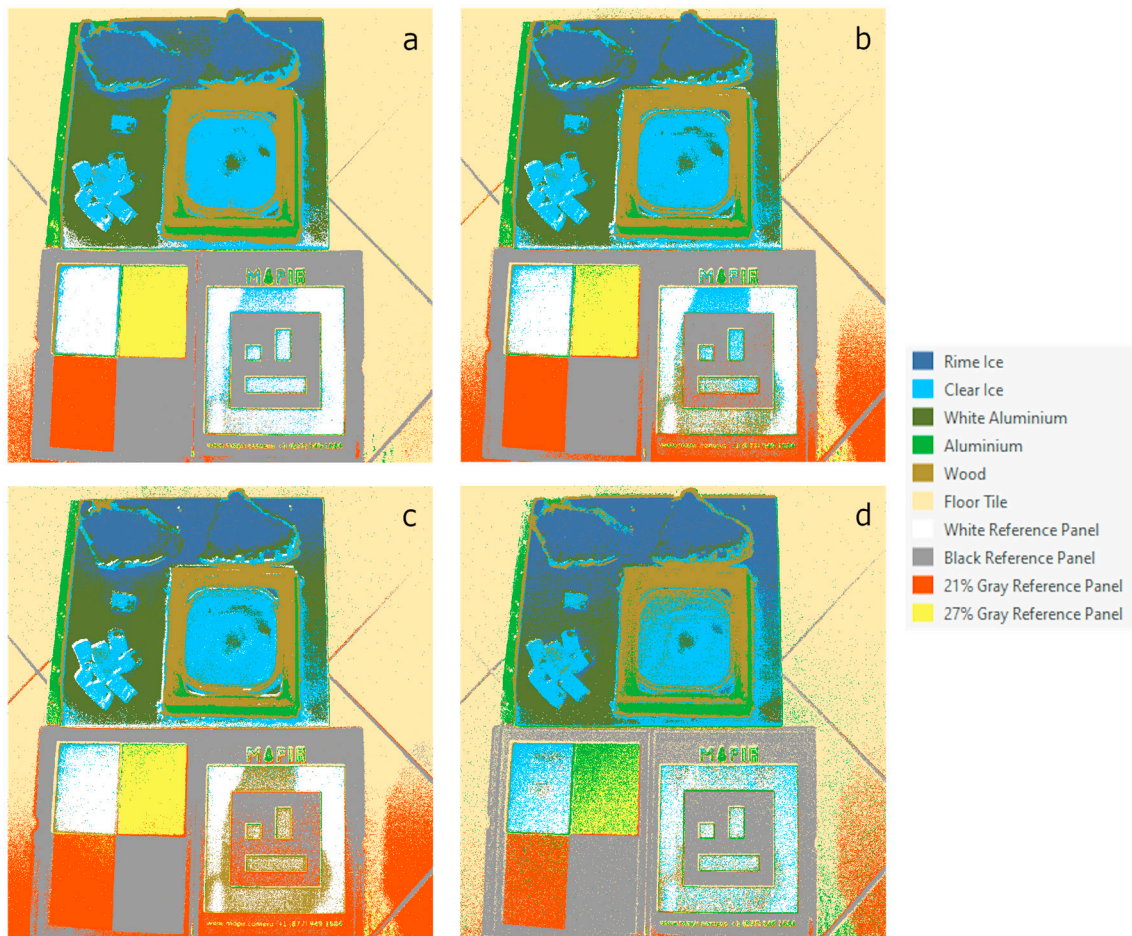 a
b
MAPIR
MAPIR
c
d
MAPIR
MAPIR
Rime Ice
Clear Ice
White Aluminium
Aluminium
Wood
Floor Tile
White Reference Panel
Black Reference Panel
21% Gray Reference Panel
27% Gray Reference Panel